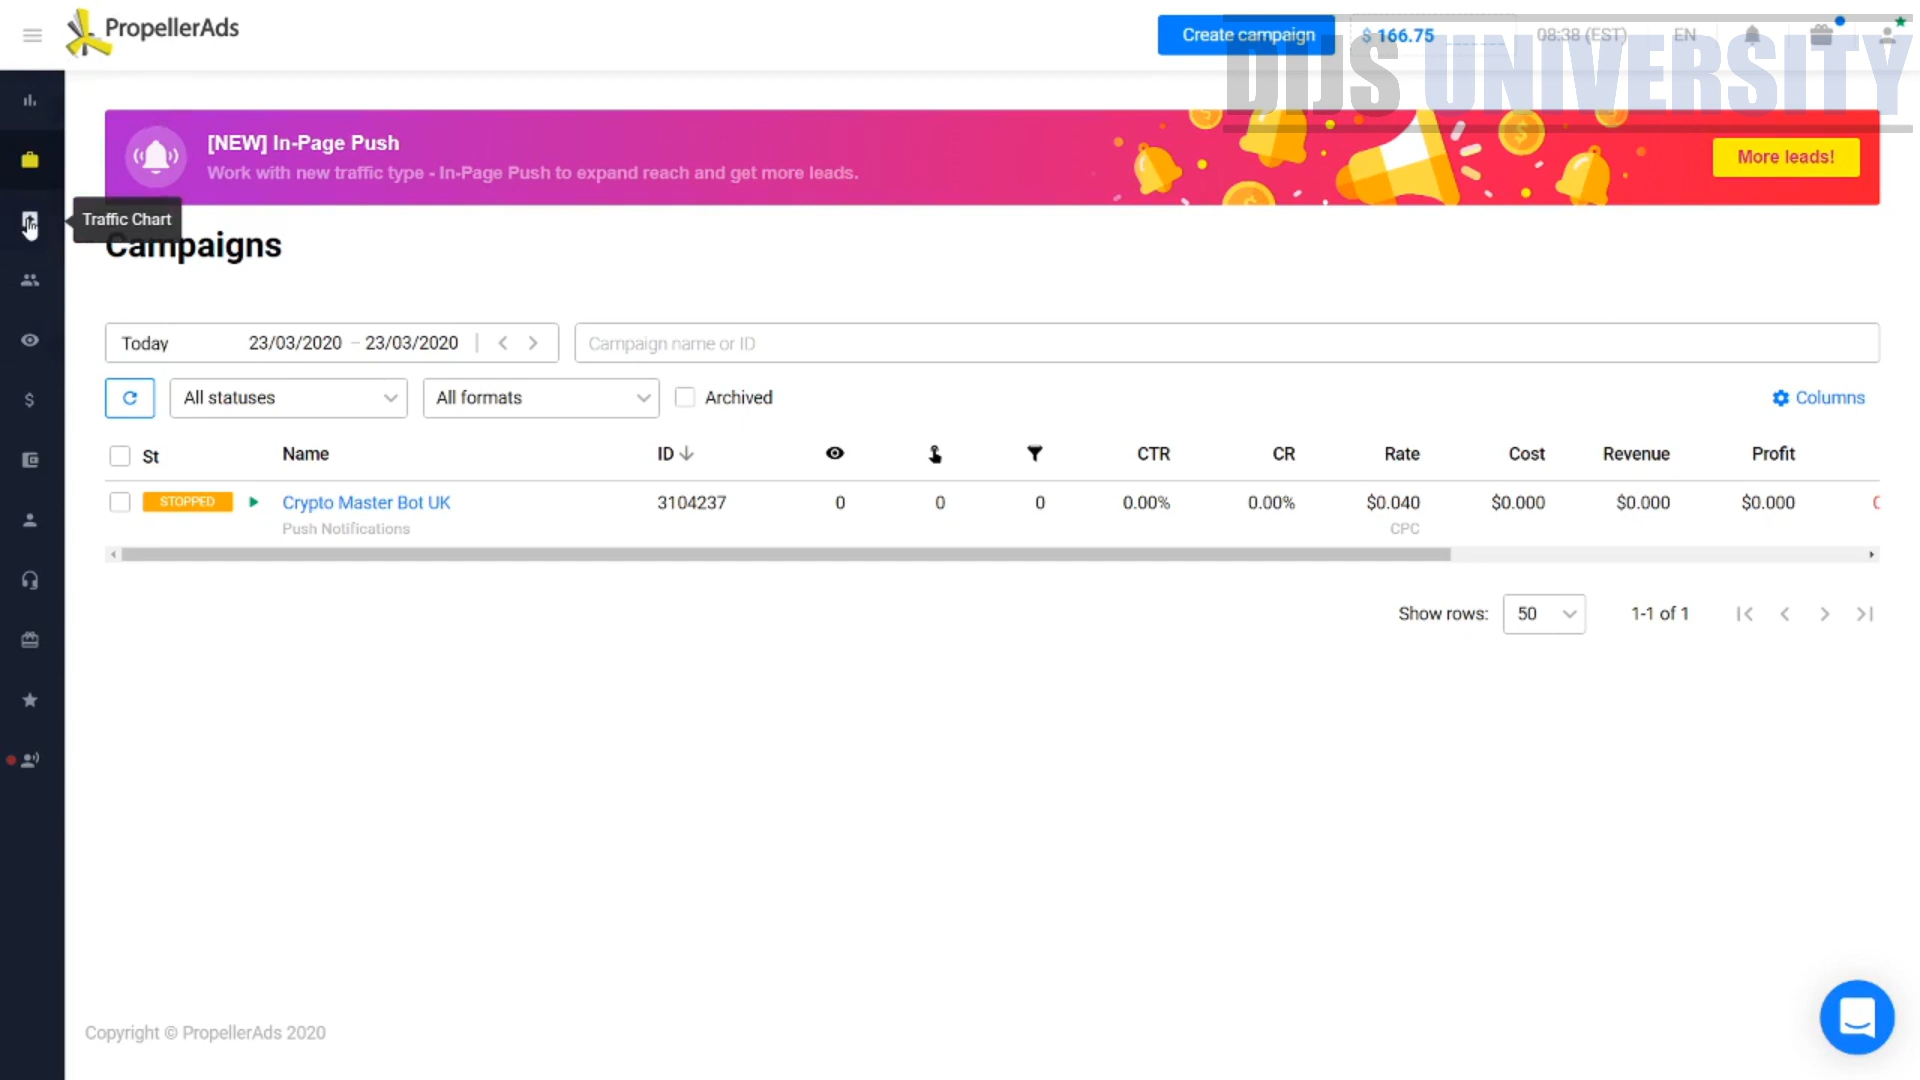 PropellerAds
Create campaign
$ 166.75
08:38 (EST)
EN
DIJS UNIVERSITY
[NEW] In-Page Push
Work with new traffic type - In-Page Push to expand reach and get more leads.
More leads!
Traffic Chart
Campaigns
Today 23/03/2020 – 23/03/2020
Campaign name or ID
All statuses
All formats
Archived
Columns
St Name ID CTR CR Rate Cost Revenue Profit
STOPPED Crypto Master Bot UK 3104237 0 0 0 0.00% 0.00% $0.040 $0.000 $0.000 $0.000
Push Notifications CPC
Show rows: 50 1-1 of 1
Copyright © PropellerAds 2020